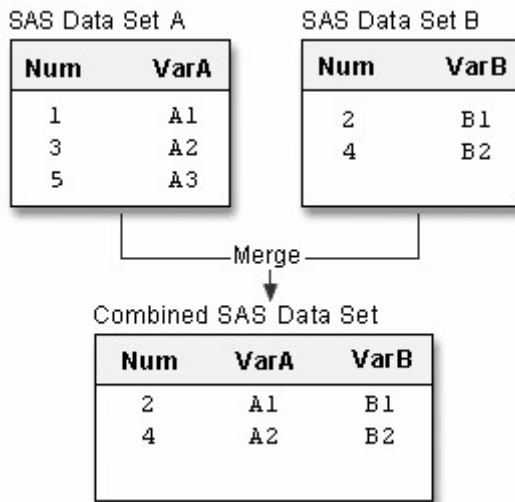 SAS Data Set A
Num VarA
1 A1
3 A2
5 A3
SAS Data Set B
Num VarB
2 B1
4 B2
Merge
Combined SAS Data Set
Num VarA VarB
2 A1 B1
4 A2 B2